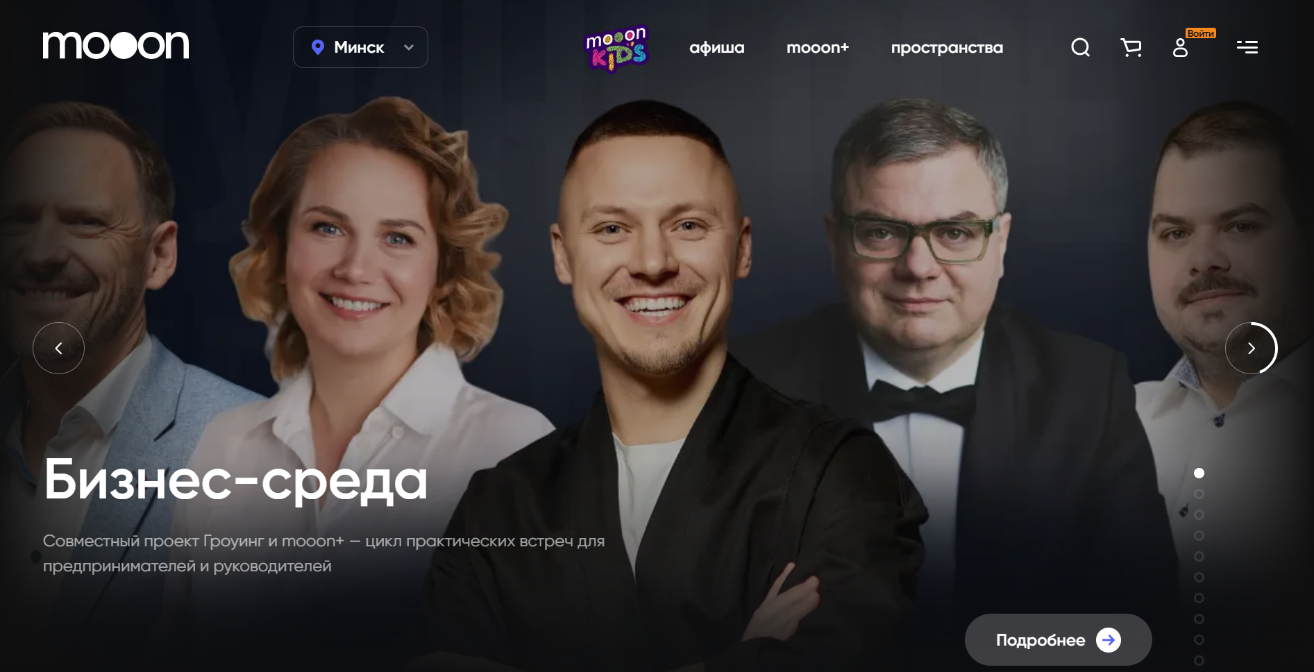 mooon
Минск
mooon
KiDS
афиша
mooon+
пространства
Войти
Бизнес-среда
Совместный проект Гроуинг и mooon+ — цикл практических встреч для
предпринимателей и руководителей
Подробнее